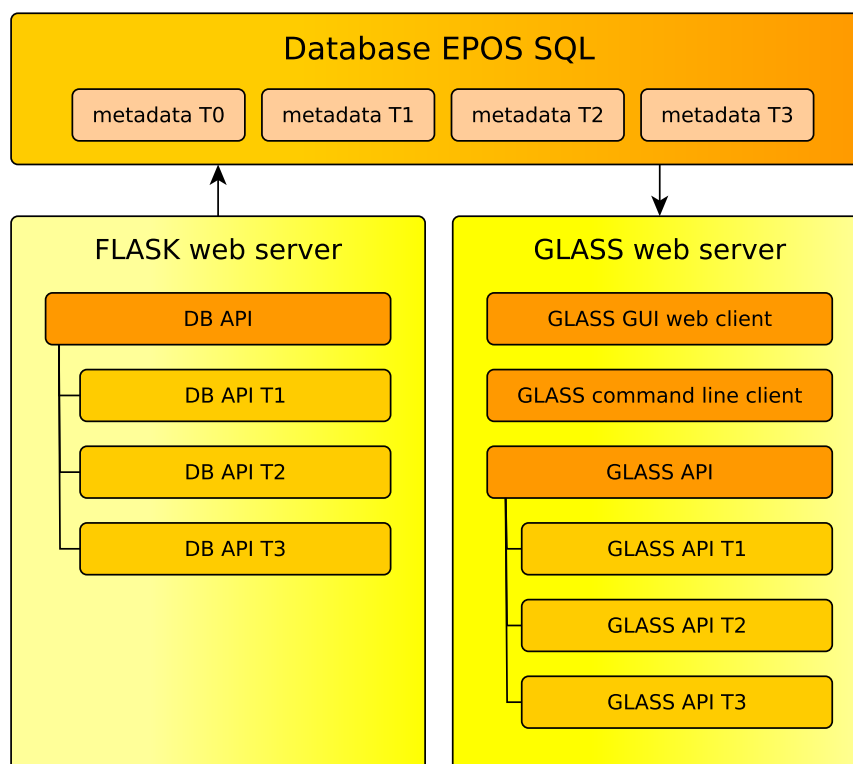 Database EPOS SQL
metadata T0
metadata T1
metadata T2
metadata T3
FLASK web server
DB API
DB API T1
DB API T2
DB API T3
GLASS web server
GLASS GUI web client
GLASS command line client
GLASS API
GLASS API T1
GLASS API T2
GLASS API T3